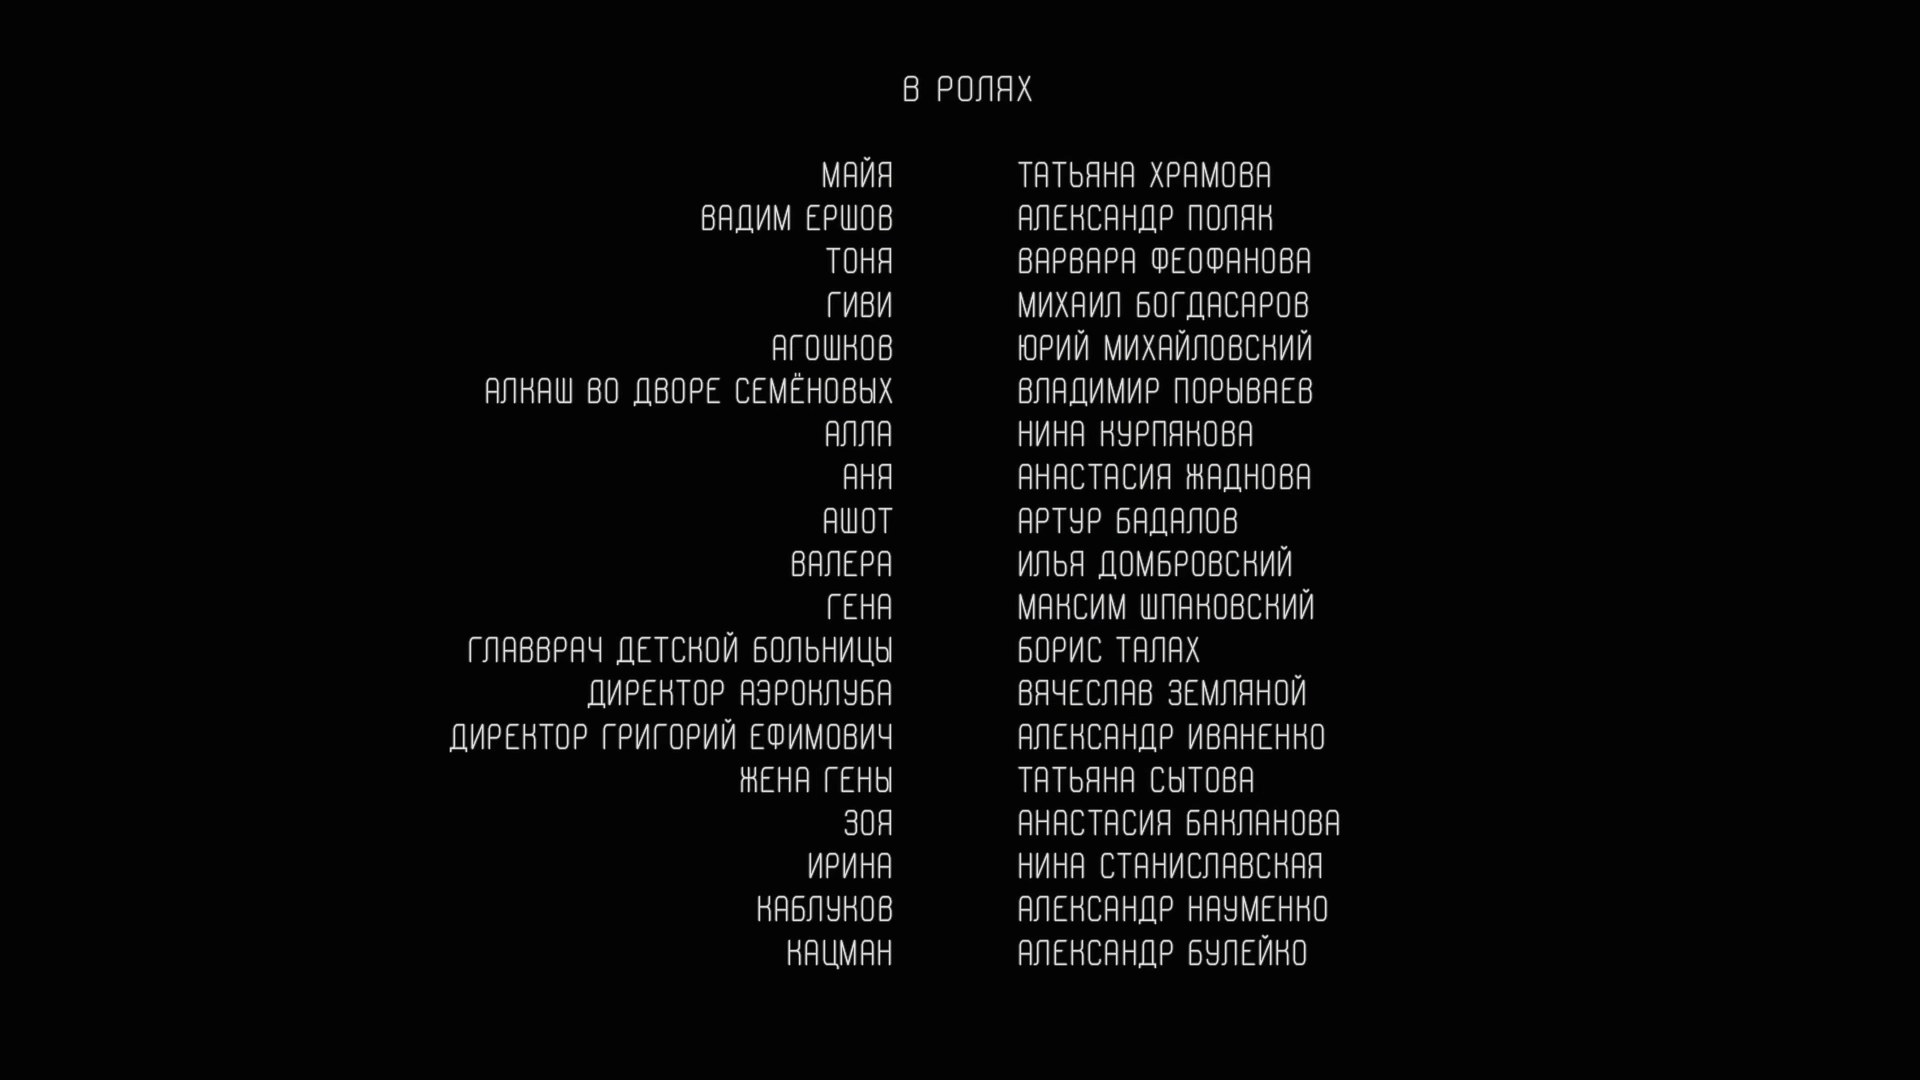 В РОЛЯХ
МАЙЯ ТАТЬЯНА ХРАМОВА
ВАДИМ ЕРШОВ АЛЕКСАНДР ПОЛЯК
ТОНЯ ВАРВАРА ФЕОФАНОВА
ГИВИ МИХАИЛ БОГДАСАРОВ
АГОШКОВ ЮРИЙ МИХАЙЛОВСКИЙ
АЛКАШ ВО ДВОРЕ СЕМЁНОВЫХ ВЛАДИМИР ПОРЫВАЕВ
АЛЛА НИНА КУРПЯКОВА
АНЯ АНАСТАСИЯ ЖАДНОВА
АШОТ АРТУР БАДАЛОВ
ВАЛЕРА ИЛЬЯ ДОМБРОВСКИЙ
ГЕНА МАКСИМ ШПАКОВСКИЙ
ГЛАВВРАЧ ДЕТСКОЙ БОЛЬНИЦЫ БОРИС ТАЛАХ
ДИРЕКТОР АЭРОКЛУБА ВЯЧЕСЛАВ ЗЕМЛЯНОЙ
ДИРЕКТОР ГРИГОРИЙ ЕФИМОВИЧ АЛЕКСАНДР ИВАНЕНКО
ЖЕНА ГЕНЫ ТАТЬЯНА СЫТОВА
ЗОЯ АНАСТАСИЯ БАКЛАНОВА
ИРИНА НИНА СТАНИСЛАВСКАЯ
КАБЛУКОВ АЛЕКСАНДР НАУМЕНКО
КАЦМАН АЛЕКСАНДР БУЛЕЙКО